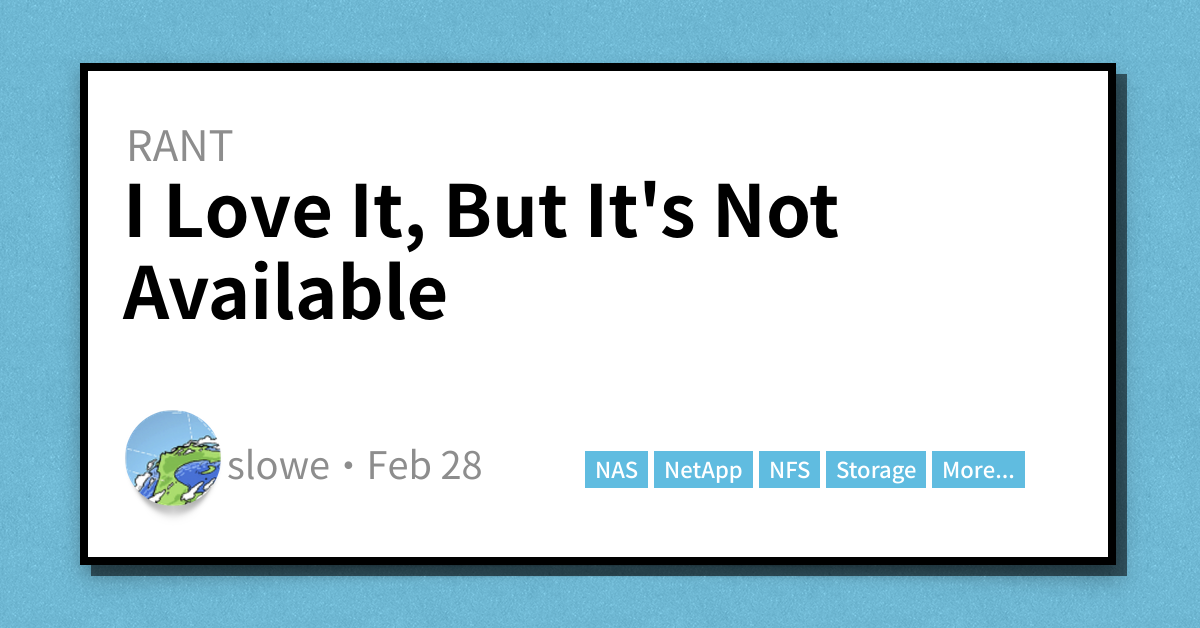 RANT
I Love It, But It's Not
Available
slowe • Feb 28
NAS NetApp NFS Storage More...